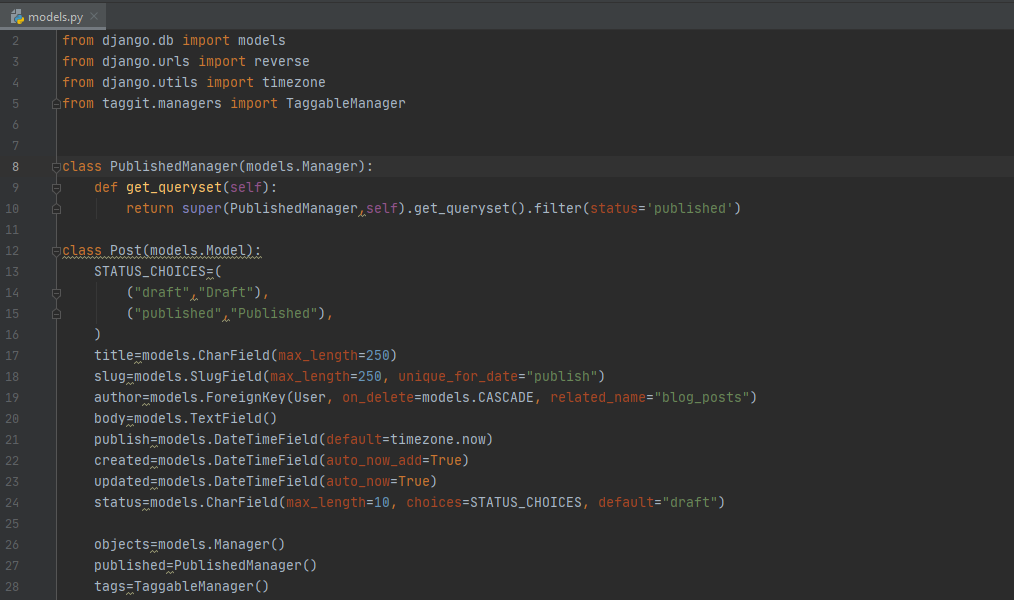 models.py
2 from django.db import models
3 from django.urls import reverse
4 from django.utils import timezone
5 from taggit.managers import TaggableManager
6
7
8 class PublishedManager(models.Manager):
9     def get_queryset(self):
10         return super(PublishedManager,self).get_queryset().filter(status='published')
11
12 class Post(models.Model):
13     STATUS_CHOICES=(
14         ("draft","Draft"),
15         ("published","Published"),
16     )
17     title=models.CharField(max_length=250)
18     slug=models.SlugField(max_length=250, unique_for_date="publish")
19     author=models.ForeignKey(User, on_delete=models.CASCADE, related_name="blog_posts")
20     body=models.TextField()
21     publish=models.DateTimeField(default=timezone.now)
22     created=models.DateTimeField(auto_now_add=True)
23     updated=models.DateTimeField(auto_now=True)
24     status=models.CharField(max_length=10, choices=STATUS_CHOICES, default="draft")
25
26     objects=models.Manager()
27     published=PublishedManager()
28     tags=TaggableManager()